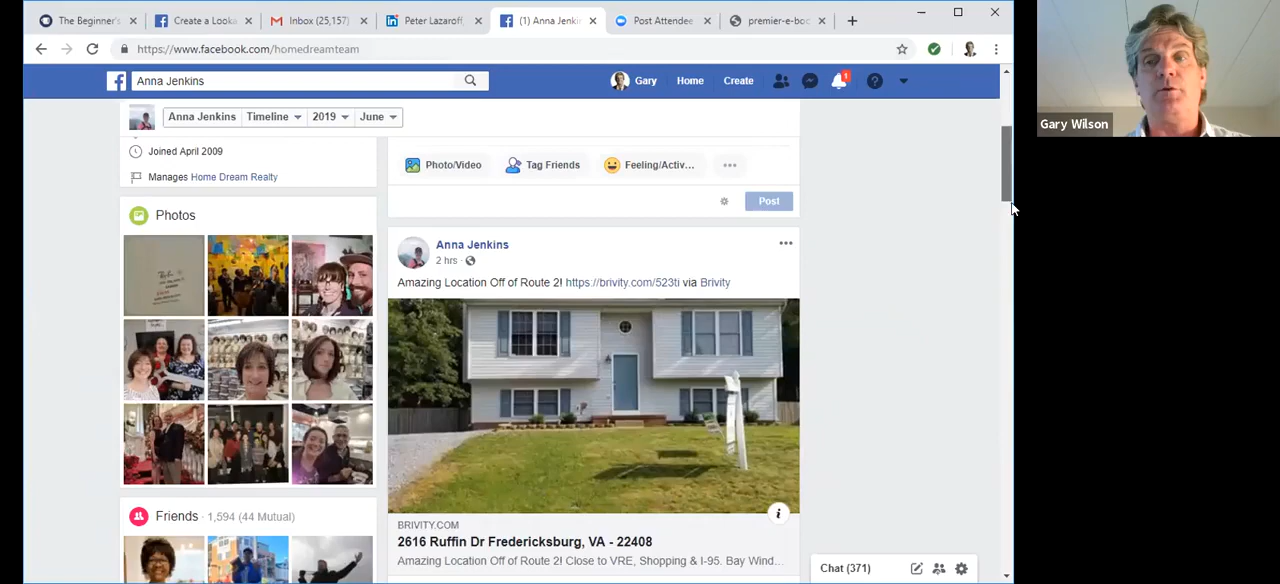 The Beginner's
Create a Looka
Inbox (25,157)
Peter Lazaroff,
(1) Anna Jenki
Post Attendee
premier-e-boc
https://www.facebook.com/homedreamteam
Anna Jenkins
Gary
Home
Create
1
Anna Jenkins
Timeline
2019
June
Joined April 2009
Manages Home Dream Realty
Photo/Video
Tag Friends
Feeling/Activ...
Post
Photos
Anna Jenkins
2 hrs
Amazing Location Off of Route 2! https://brivity.com/523ti via Brivity
BRIVITY.COM
2616 Ruffin Dr Fredericksburg, VA - 22408
Amazing Location Off of Route 2! Close to VRE, Shopping & I-95. Bay Wind...
Friends · 1,594 (44 Mutual)
Chat (371)
Gary Wilson